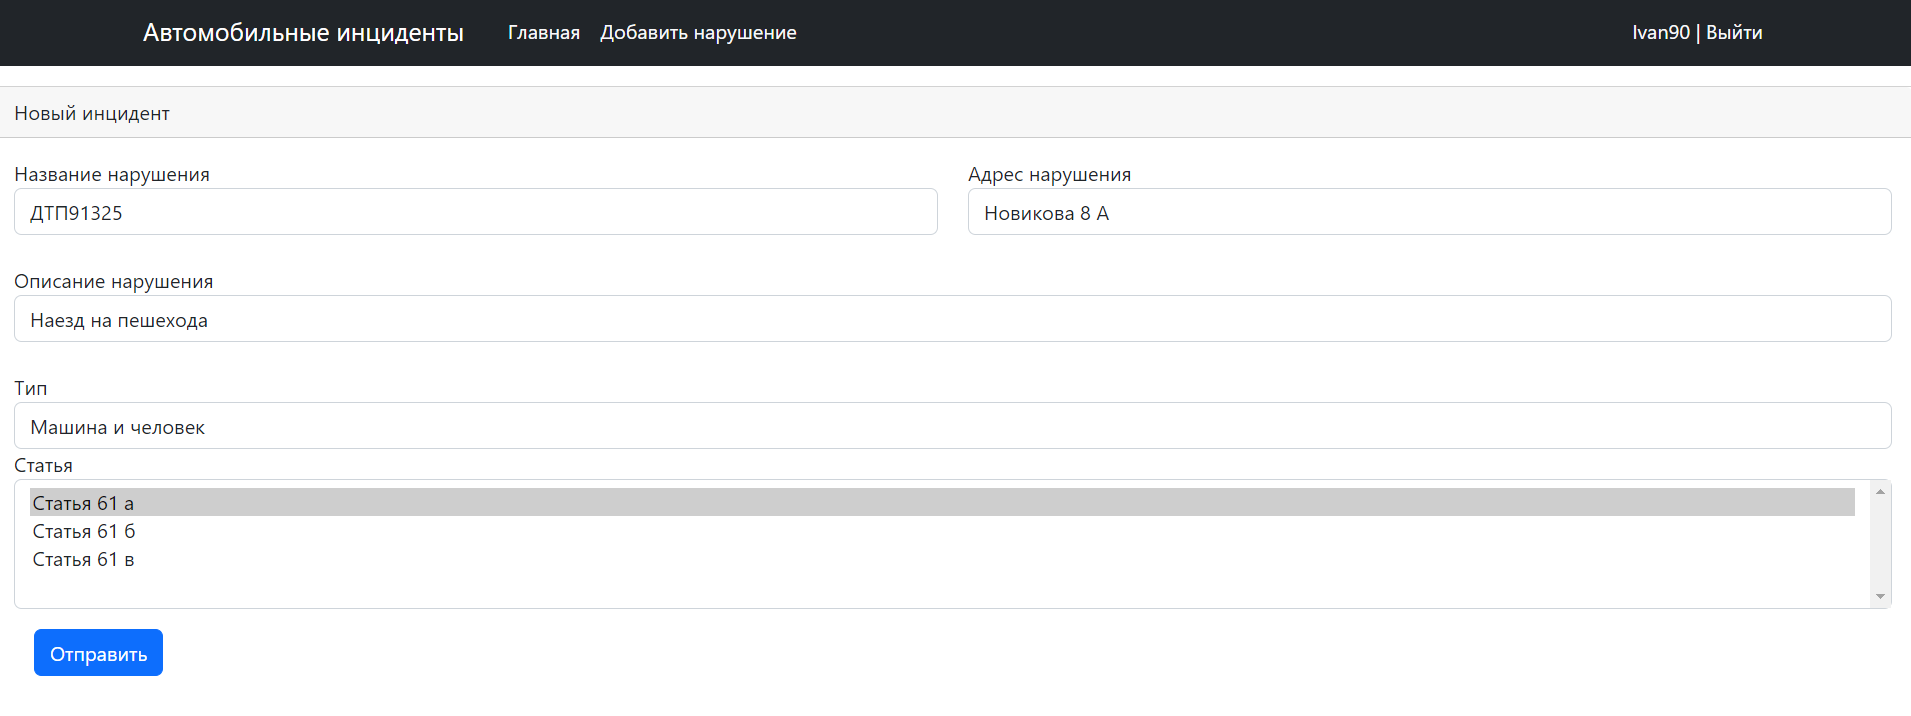 Автомобильные инциденты Главная Добавить нарушение Ivan90 | Выйти
Новый инцидент
Название нарушения
ДТП91325
Адрес нарушения
Новикова 8 А
Описание нарушения
Наезд на пешехода
Тип
Машина и человек
Статья
Статья 61 а
Статья 61 б
Статья 61 в
Отправить